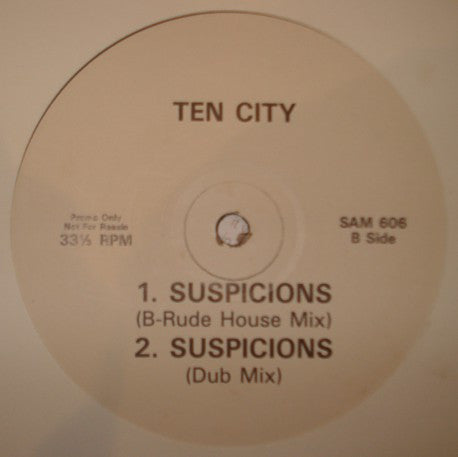 TEN CITY
Promo Only
Not For Resale
33⅓ RPM
SAM 606
B Side
1. SUSPICIONS
(B-Rude House Mix)
2. SUSPICIONS
(Dub Mix)